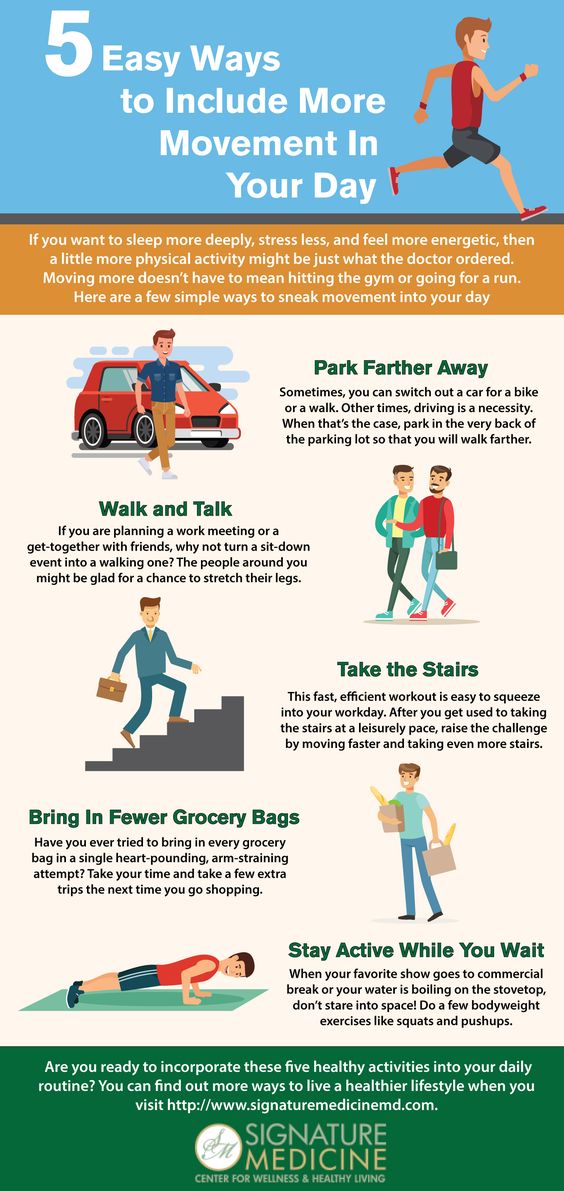 5 Easy Ways
to Include More
Movement In
Your Day
If you want to sleep more deeply, stress less, and feel more energetic, then
a little more physical activity might be just what the doctor ordered.
Moving more doesn't have to mean hitting the gym or going for a run.
Here are a few simple ways to sneak movement into your day
Park Farther Away
Sometimes, you can switch out a car for a bike
or a walk. Other times, driving is a necessity.
When that's the case, park in the very back of
the parking lot so that you will walk farther.
Walk and Talk
If you are planning a work meeting or a
get-together with friends, why not turn a sit-down
event into a walking one? The people around you
might be glad for a chance to stretch their legs.
Take the Stairs
This fast, efficient workout is easy to squeeze
into your workday. After you get used to taking
the stairs at a leisurely pace, raise the challenge
by moving faster and taking even more stairs.
Bring In Fewer Grocery Bags
Have you ever tried to bring in every grocery
bag in a single heart-pounding, arm-straining
attempt? Take your time and take a few extra
trips the next time you go shopping.
Stay Active While You Wait
When your favorite show goes to commercial
break or your water is boiling on the stovetop,
don't stare into space! Do a few bodyweight
exercises like squats and pushups.
Are you ready to incorporate these five healthy activities into your daily
routine? You can find out more ways to live a healthier lifestyle when you
visit http://www.signaturemedicinemd.com.
SM
SIGNATURE
MEDICINE
CENTER FOR WELLNESS & HEALTHY LIVING